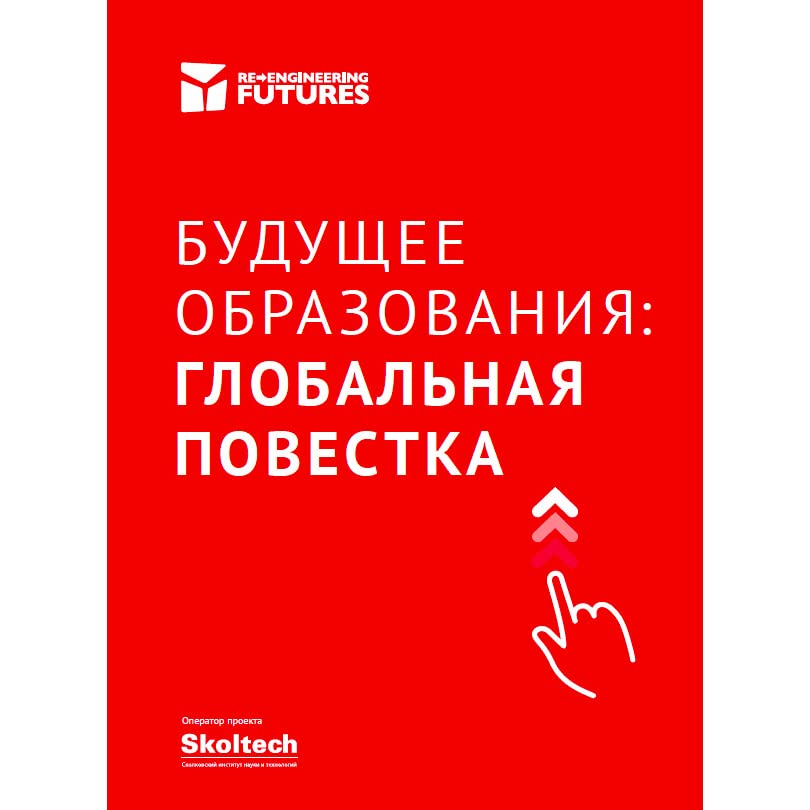 RE➔ENGINEERING
FUTURES
БУДУЩЕЕ
ОБРАЗОВАНИЯ:
ГЛОБАЛЬНАЯ
ПОВЕСТКА
Оператор проекта
Skoltech
Сколковский институт науки и технологий